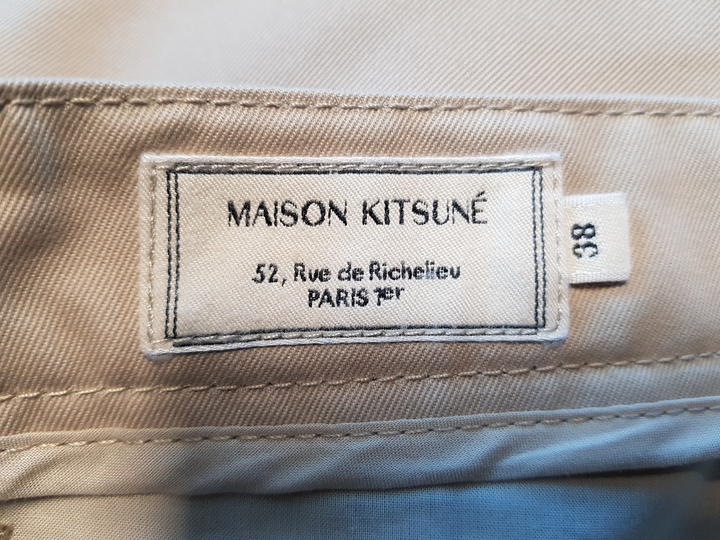 MAISON KITSUNÉ
52, Rue de Richelieu
PARIS 1er
38